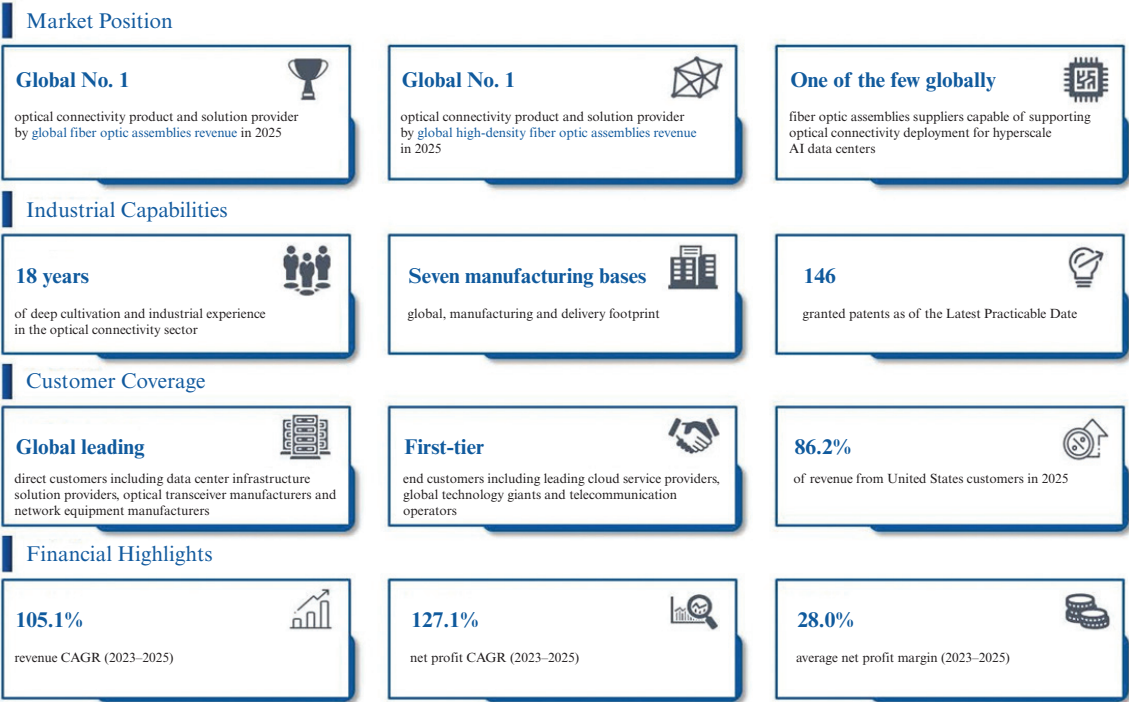 Market Position
Global No. 1
optical connectivity product and solution provider
by global fiber optic assemblies revenue in 2025
Global No. 1
optical connectivity product and solution provider
by global high-density fiber optic assemblies revenue
in 2025
One of the few globally
fiber optic assemblies suppliers capable of supporting
optical connectivity deployment for hyperscale
AI data centers
Industrial Capabilities
18 years
of deep cultivation and industrial experience
in the optical connectivity sector
Seven manufacturing bases
global, manufacturing and delivery footprint
146
granted patents as of the Latest Practicable Date
Customer Coverage
Global leading
direct customers including data center infrastructure
solution providers, optical transceiver manufacturers and
network equipment manufacturers
First-tier
end customers including leading cloud service providers,
global technology giants and telecommunication
operators
86.2%
of revenue from United States customers in 2025
Financial Highlights
105.1%
revenue CAGR (2023–2025)
127.1%
net profit CAGR (2023–2025)
28.0%
average net profit margin (2023–2025)